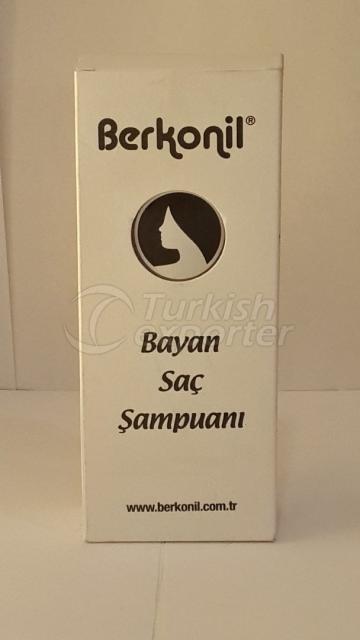 Berkonil®
Turkish
exporter
Bayan
Saç
Şampuanı
www.berkonil.com.tr